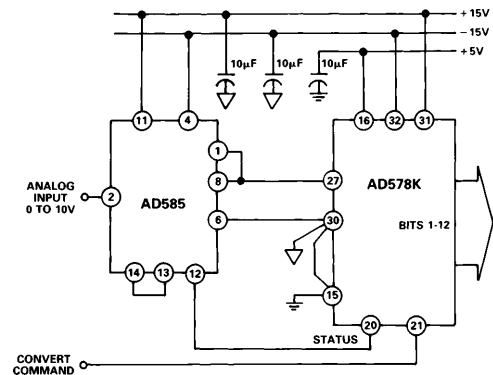 +15V
−15V
+5V
10µF 10µF 10µF
11 4 16 32 31
1
8 27
ANALOG
INPUT
0 TO 10V
2
AD585
AD578K
6 30
BITS 1-12
14 13 12 15
STATUS
20 21
CONVERT
COMMAND